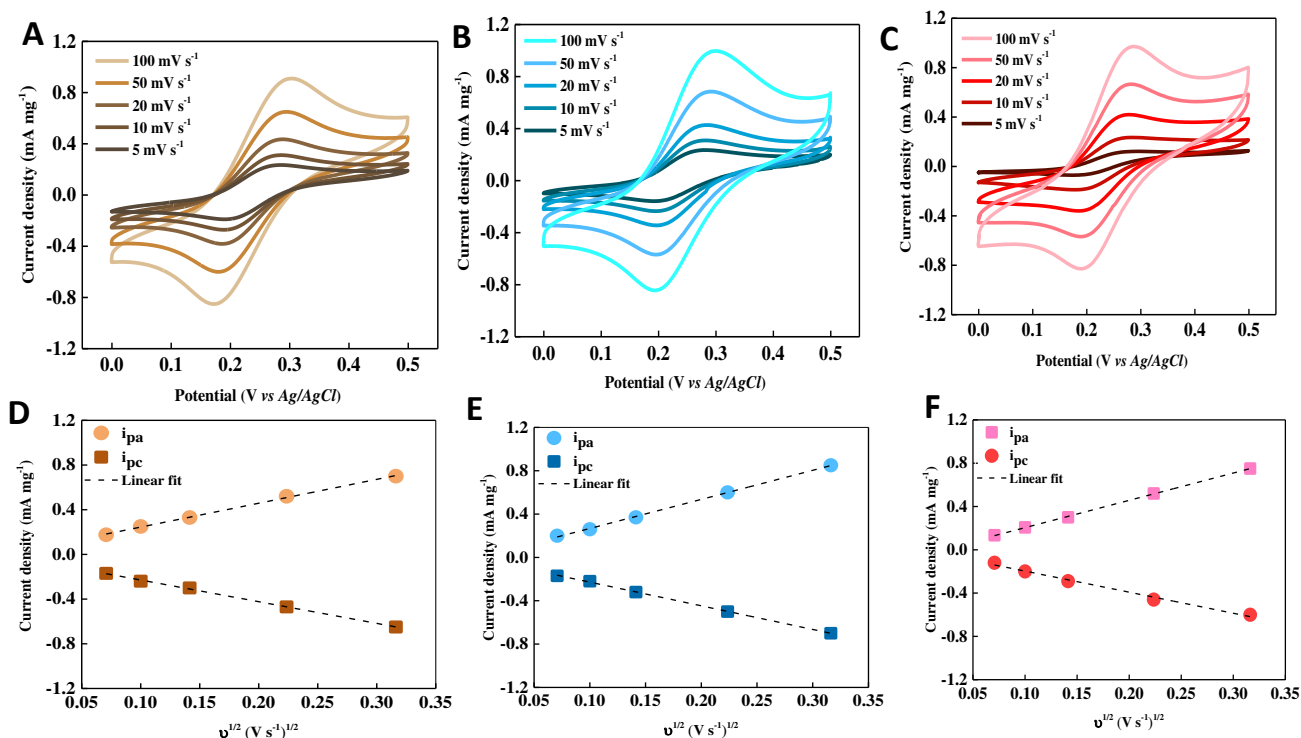 A
1.2
0.8
0.4
0.0
-0.4
-0.8
-1.2
Current density (mA mg⁻¹)
100 mV s⁻¹
50 mV s⁻¹
20 mV s⁻¹
10 mV s⁻¹
5 mV s⁻¹
0.0 0.1 0.2 0.3 0.4 0.5
Potential (V vs Ag/AgCl)
B
1.2
0.8
0.4
0.0
-0.4
-0.8
-1.2
Current density (mA mg⁻¹)
100 mV s⁻¹
50 mV s⁻¹
20 mV s⁻¹
10 mV s⁻¹
5 mV s⁻¹
0.0 0.1 0.2 0.3 0.4 0.5
Potential (V vs Ag/AgCl)
C
1.2
0.8
0.4
0.0
-0.4
-0.8
-1.2
Current density (mA mg⁻¹)
100 mV s⁻¹
50 mV s⁻¹
20 mV s⁻¹
10 mV s⁻¹
5 mV s⁻¹
0.0 0.1 0.2 0.3 0.4 0.5
Potential (V vs Ag/AgCl)
D
1.2
0.8
0.4
0.0
-0.4
-0.8
-1.2
Current density (mA mg⁻¹)
ipa
ipc
Linear fit
0.05 0.10 0.15 0.20 0.25 0.30 0.35
υ1/2 (V s⁻¹)1/2
E
1.2
0.8
0.4
0.0
-0.4
-0.8
-1.2
Current density (mA mg⁻¹)
ipa
ipc
Linear fit
0.05 0.10 0.15 0.20 0.25 0.30 0.35
υ1/2 (V s⁻¹)1/2
F
1.2
0.8
0.4
0.0
-0.4
-0.8
-1.2
Current density (mA mg⁻¹)
ipa
ipc
Linear fit
0.05 0.10 0.15 0.20 0.25 0.30 0.35
υ1/2 (V s⁻¹)1/2